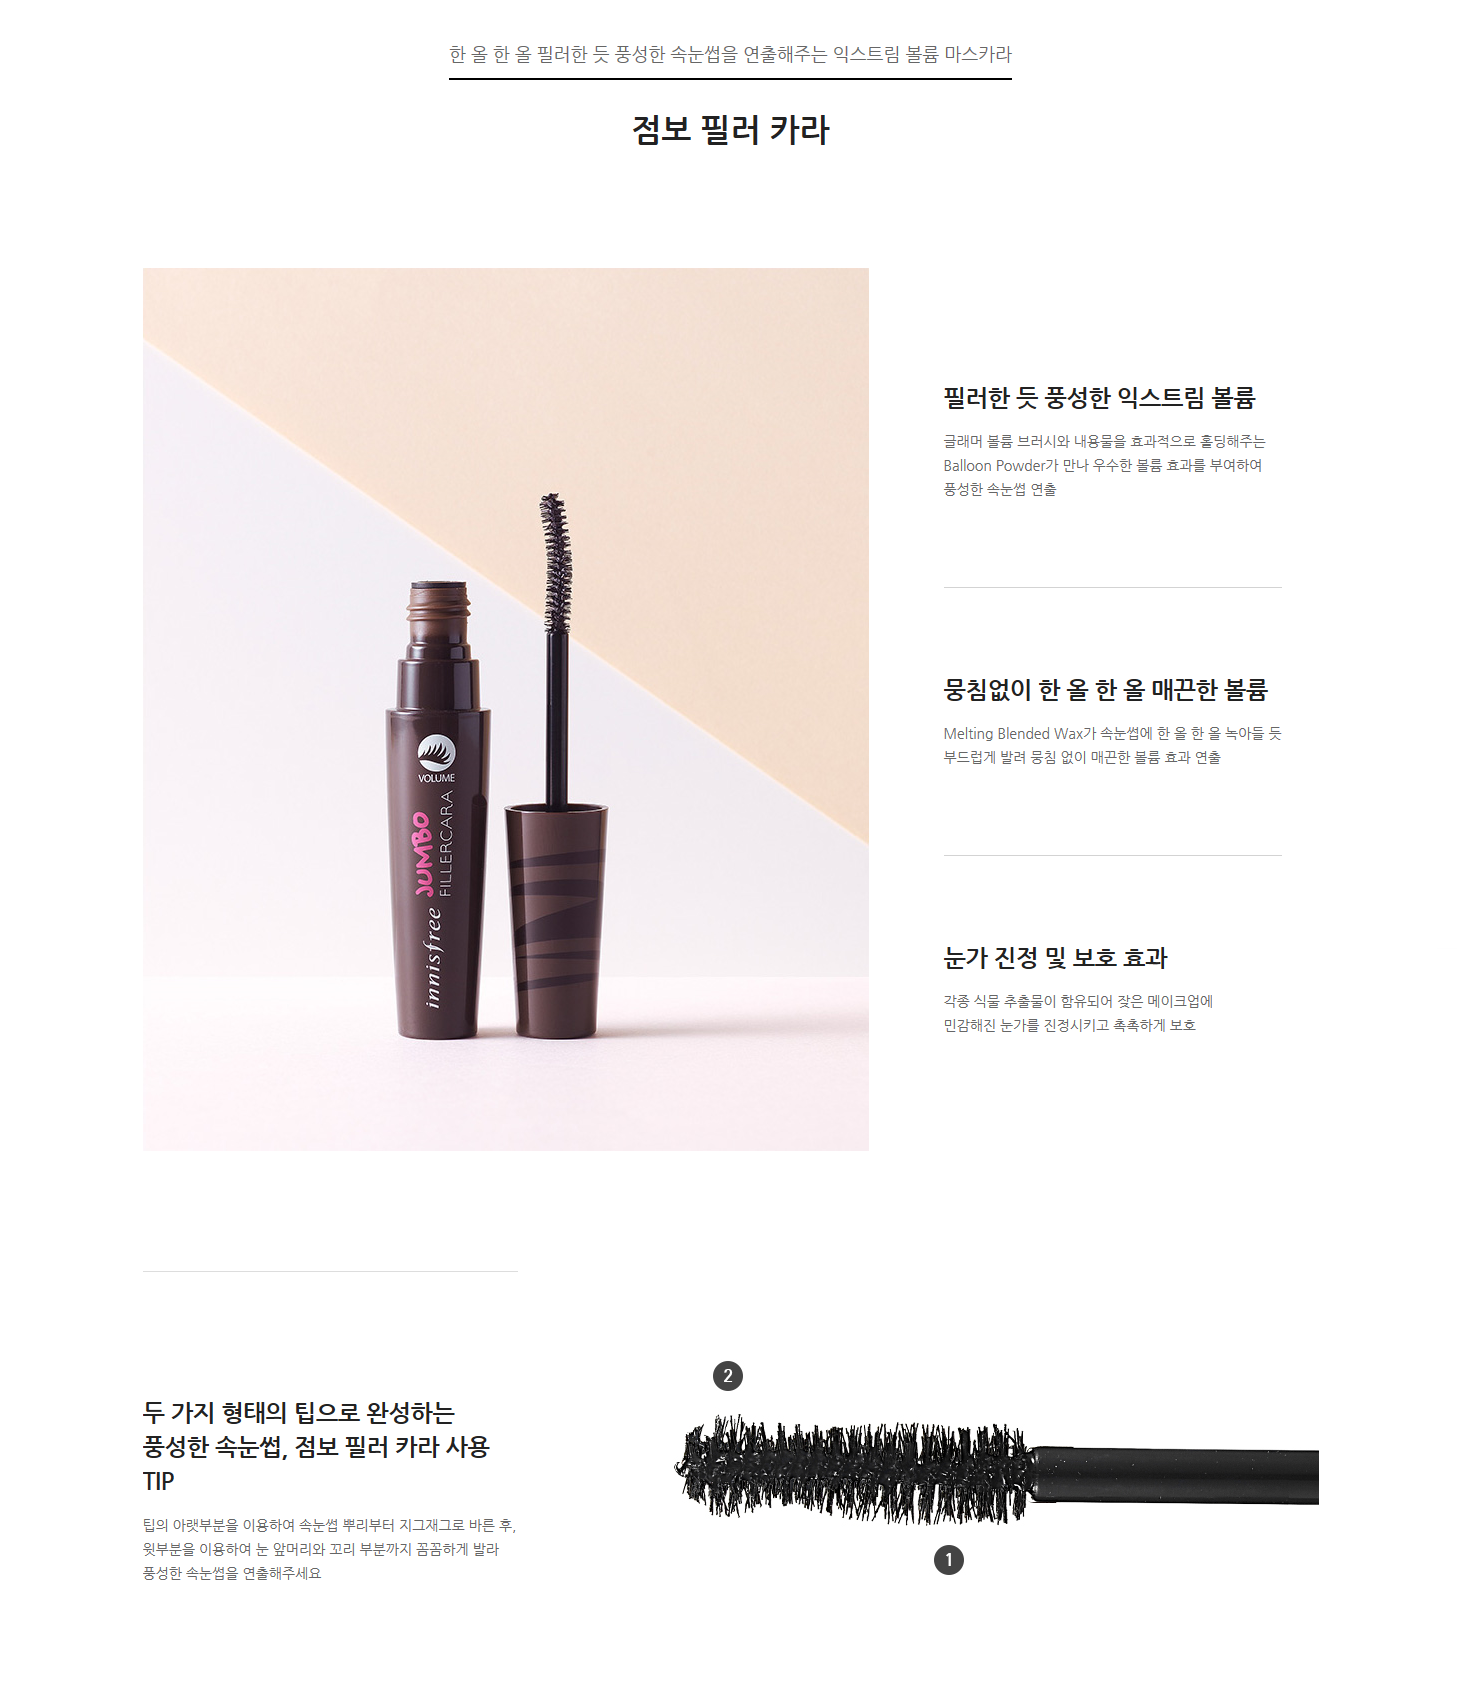 한 올 한 올 필러한 듯 풍성한 속눈썹을 연출해주는 익스트림 볼륨 마스카라
점보 필러 카라
필러한 듯 풍성한 익스트림 볼륨
글래머 볼륨 브러시와 내용물을 효과적으로 홀딩해주는
Balloon Powder가 만나 우수한 볼륨 효과를 부여하여
풍성한 속눈썹 연출
VOLUME
JUMBO
FILLERCARA
innisfree
뭉침없이 한 올 한 올 매끈한 볼륨
Melting Blended Wax가 속눈썹에 한 올 한 올 녹아들 듯
부드럽게 발려 뭉침 없이 매끈한 볼륨 효과 연출
눈가 진정 및 보호 효과
각종 식물 추출물이 함유되어 잦은 메이크업에
민감해진 눈가를 진정시키고 촉촉하게 보호
두 가지 형태의 팁으로 완성하는
풍성한 속눈썹, 점보 필러 카라 사용
TIP
팁의 아랫부분을 이용하여 속눈썹 뿌리부터 지그재그로 바른 후,
윗부분을 이용하여 눈 앞머리와 꼬리 부분까지 꼼꼼하게 발라
풍성한 속눈썹을 연출해주세요
2
1